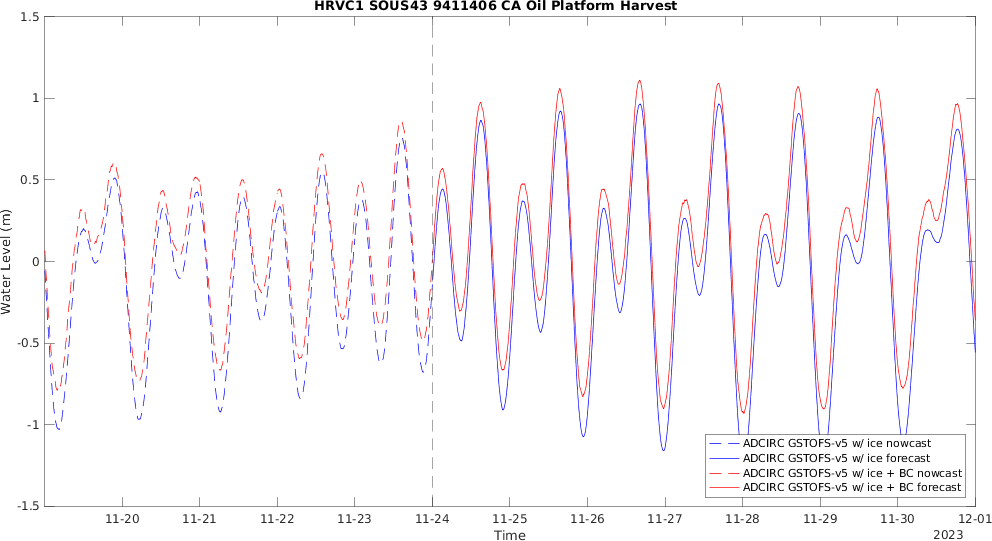 HRVC1 SOUS43 9411406 CA Oil Platform Harvest
1.5
1
0.5
0
-0.5
-1
-1.5
Water Level (m)
ADCIRC GSTOFS-v5 w/ ice nowcast
ADCIRC GSTOFS-v5 w/ ice forecast
ADCIRC GSTOFS-v5 w/ ice + BC nowcast
ADCIRC GSTOFS-v5 w/ ice + BC forecast
11-20 11-21 11-22 11-23 11-24 11-25 11-26 11-27 11-28 11-29 11-30 12-01
Time
2023